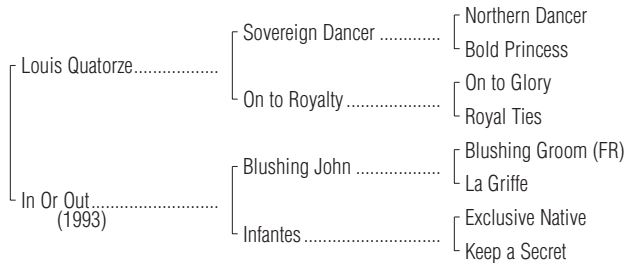 Northern Dancer
Sovereign Dancer .............
Bold Princess
Louis Quatorze..................
On to Glory
On to Royalty ....................
Royal Ties
Blushing Groom (FR)
Blushing John ..................
La Griffe
In Or Out...........................
(1993)
Exclusive Native
Infantes .............................
Keep a Secret